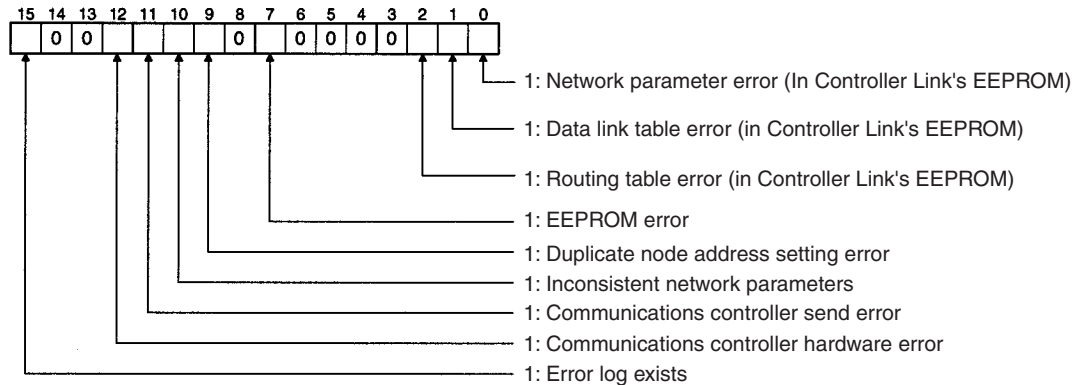 15 14 13 12 11 10 9 8 7 6 5 4 3 2 1 0
0 0 0 0 0 0 0
1: Network parameter error (In Controller Link's EEPROM)
1: Data link table error (in Controller Link's EEPROM)
1: Routing table error (in Controller Link's EEPROM)
1: EEPROM error
1: Duplicate node address setting error
1: Inconsistent network parameters
1: Communications controller send error
1: Communications controller hardware error
1: Error log exists